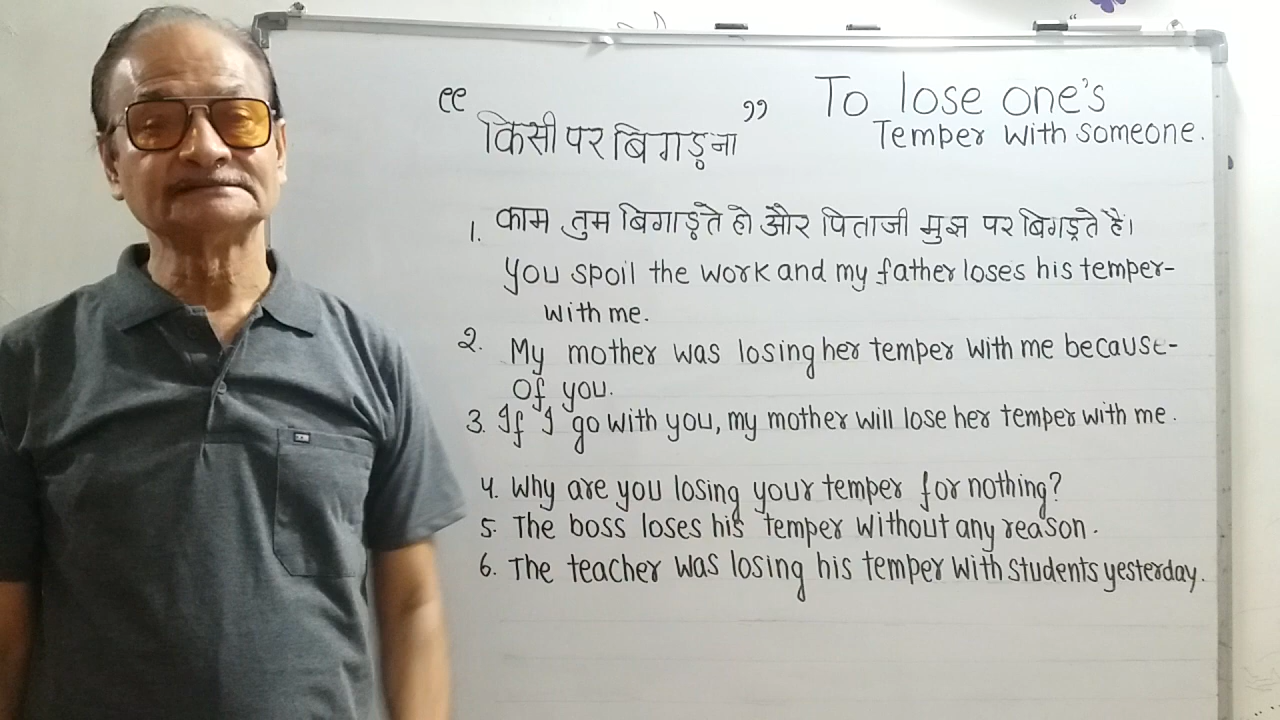 “ किसी पर बिगड़ना ” To lose one's
Temper with someone.
1. काम तुम बिगाड़ते हो और पिताजी मुझ पर बिगड़ते हैं।
You spoil the work and my father loses his temper-
with me.
2. My mother was losing her temper with me because-
of you.
3. If I go with you, my mother will lose her temper with me.
4. Why are you losing your temper for nothing?
5. The boss loses his temper without any reason.
6. The teacher was losing his temper with students yesterday.